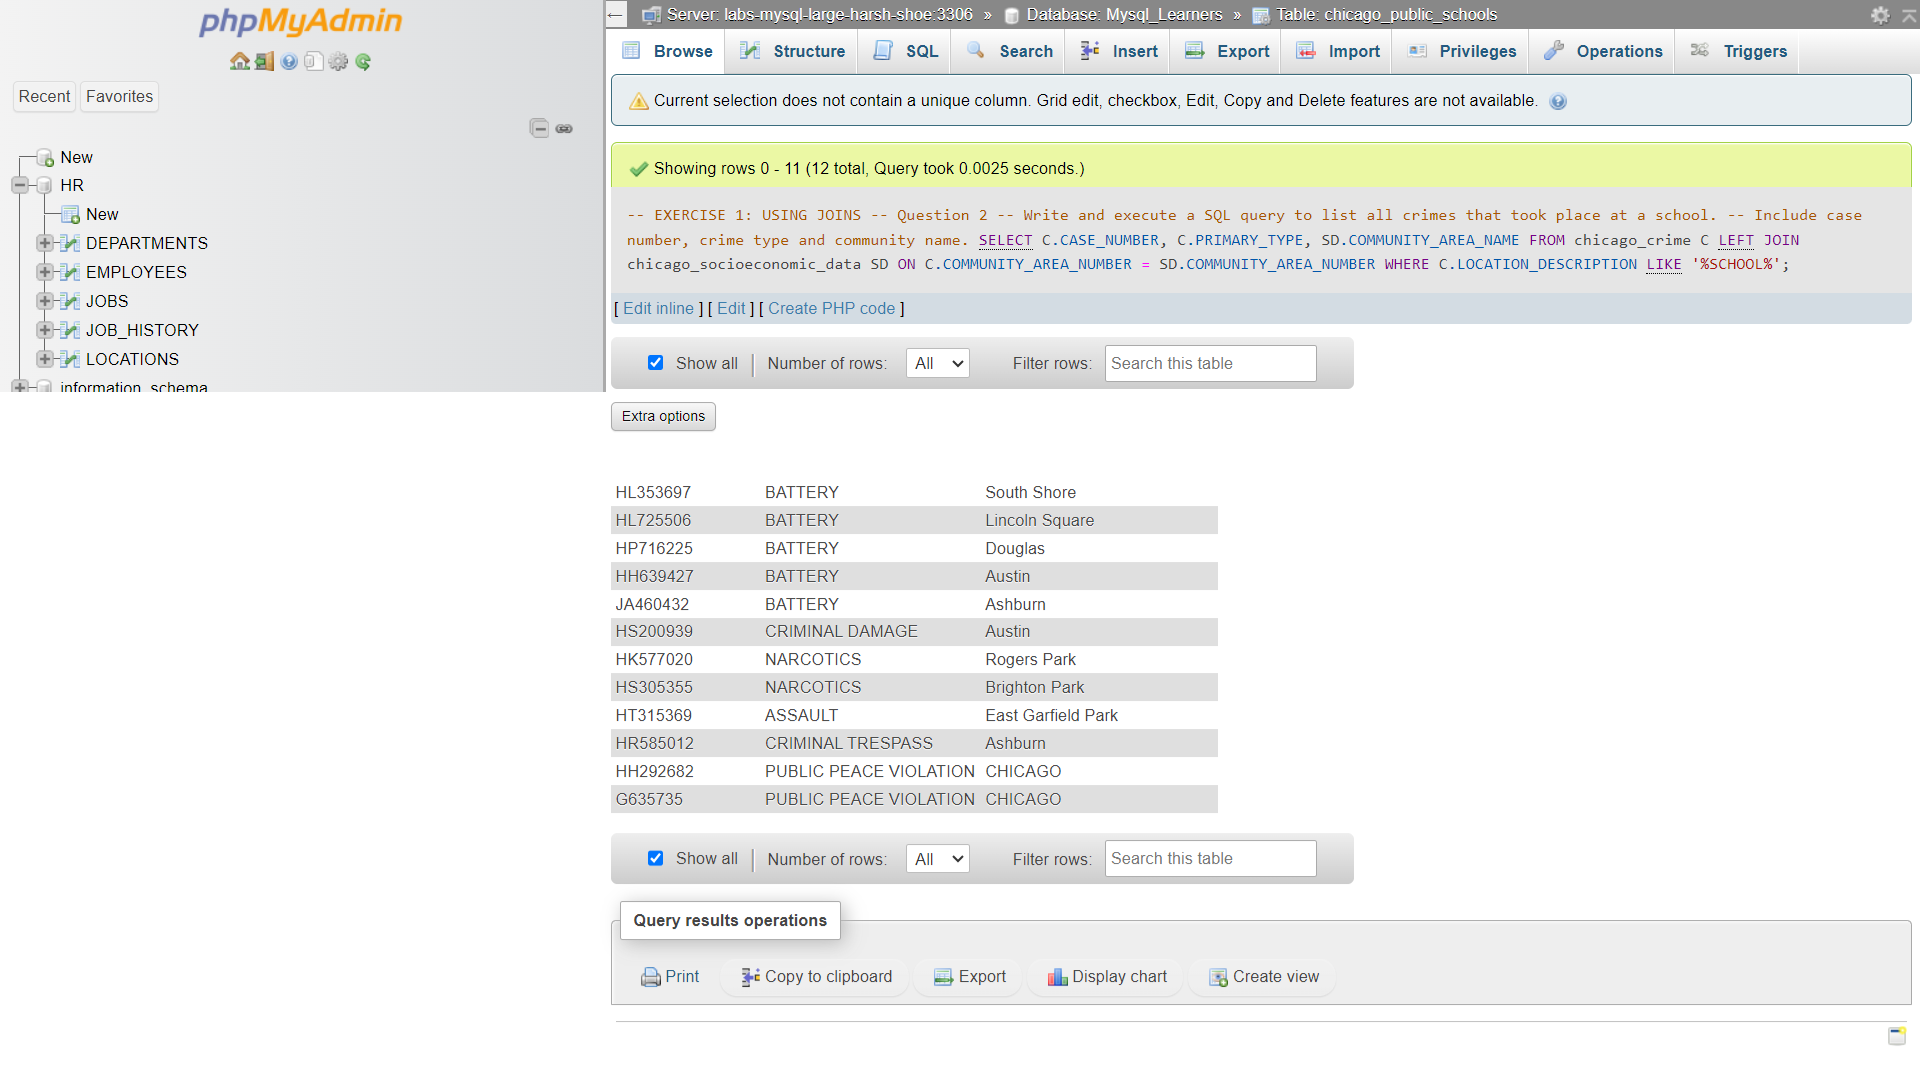 phpMyAdmin
Recent Favorites
New
HR
New
DEPARTMENTS
EMPLOYEES
JOBS
JOB_HISTORY
LOCATIONS
information_schema
Server: labs-mysql-large-harsh-shoe:3306 » Database: Mysql_Learners » Table: chicago_public_schools
Browse Structure SQL Search Insert Export Import Privileges Operations Triggers
Current selection does not contain a unique column. Grid edit, checkbox, Edit, Copy and Delete features are not available.
Showing rows 0 - 11 (12 total, Query took 0.0025 seconds.)
-- EXERCISE 1: USING JOINS -- Question 2 -- Write and execute a SQL query to list all crimes that took place at a school. -- Include case
number, crime type and community name. SELECT C.CASE_NUMBER, C.PRIMARY_TYPE, SD.COMMUNITY_AREA_NAME FROM chicago_crime C LEFT JOIN
chicago_socioeconomic_data SD ON C.COMMUNITY_AREA_NUMBER = SD.COMMUNITY_AREA_NUMBER WHERE C.LOCATION_DESCRIPTION LIKE '%SCHOOL%';
[ Edit inline ] [ Edit ] [ Create PHP code ]
Show all Number of rows: All Filter rows: Search this table
Extra options
HL353697 BATTERY South Shore
HL725506 BATTERY Lincoln Square
HP716225 BATTERY Douglas
HH639427 BATTERY Austin
JA460432 BATTERY Ashburn
HS200939 CRIMINAL DAMAGE Austin
HK577020 NARCOTICS Rogers Park
HS305355 NARCOTICS Brighton Park
HT315369 ASSAULT East Garfield Park
HR585012 CRIMINAL TRESPASS Ashburn
HH292682 PUBLIC PEACE VIOLATION CHICAGO
G635735 PUBLIC PEACE VIOLATION CHICAGO
Show all Number of rows: All Filter rows: Search this table
Query results operations
Print Copy to clipboard Export Display chart Create view